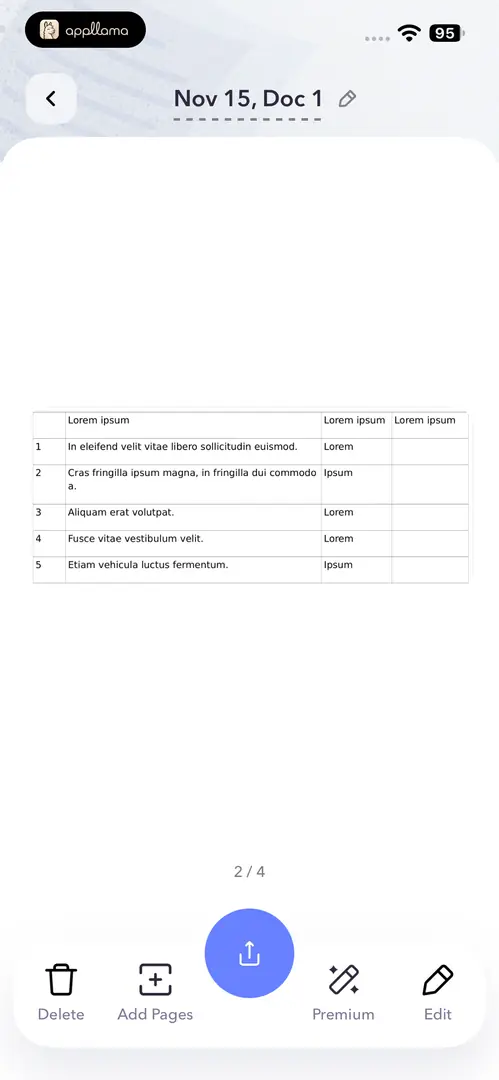 appllama
95
Nov 15, Doc 1
Lorem ipsum Lorem ipsum Lorem ipsum
1 In eleifend velit vitae libero sollicitudin euismod. Lorem
2 Cras fringilla ipsum magna, in fringilla dui commodo Ipsum
a.
3 Aliquam erat volutpat. Lorem
4 Fusce vitae vestibulum velit. Lorem
5 Etiam vehicula luctus fermentum. Ipsum
2 / 4
Delete Add Pages Premium Edit